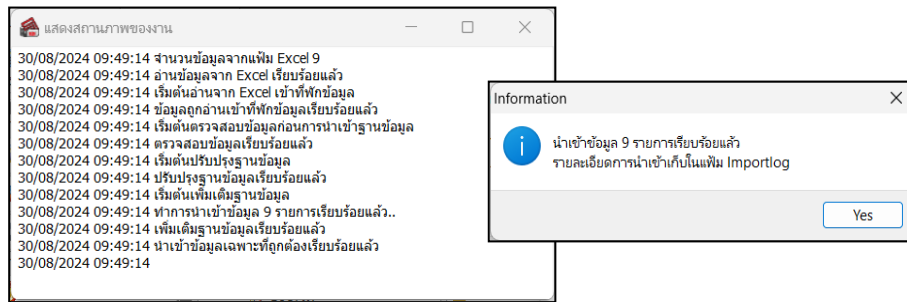 แสดงสถานภาพของงาน
30/08/2024 09:49:14 จำนวนข้อมูลจากแฟ้ม Excel 9
30/08/2024 09:49:14 อ่านข้อมูลจาก Excel เรียบร้อยแล้ว
30/08/2024 09:49:14 เริ่มต้นอ่านจาก Excel เข้าที่พักข้อมูล
30/08/2024 09:49:14 ข้อมูลถูกอ่านเข้าที่พักข้อมูลเรียบร้อยแล้ว
30/08/2024 09:49:14 เริ่มต้นตรวจสอบข้อมูลก่อนการนำเข้าฐานข้อมูล
30/08/2024 09:49:14 ตรวจสอบข้อมูลเรียบร้อยแล้ว
30/08/2024 09:49:14 เริ่มต้นปรับปรุงฐานข้อมูล
30/08/2024 09:49:14 ปรับปรุงฐานข้อมูลเรียบร้อยแล้ว
30/08/2024 09:49:14 เริ่มต้นเพิ่มเติมฐานข้อมูล
30/08/2024 09:49:14 ทำการนำเข้าข้อมูล 9 รายการเรียบร้อยแล้ว..
30/08/2024 09:49:14 เพิ่มเติมฐานข้อมูลเรียบร้อยแล้ว
30/08/2024 09:49:14 นำเข้าข้อมูลเฉพาะที่ถูกต้องเรียบร้อยแล้ว
30/08/2024 09:49:14
Information
นำเข้าข้อมูล 9 รายการเรียบร้อยแล้ว
รายละเอียดการนำเข้าเก็บในแฟ้ม Importlog
Yes